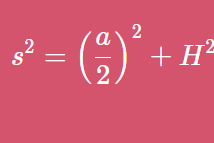 s² = (a/2)² + H²